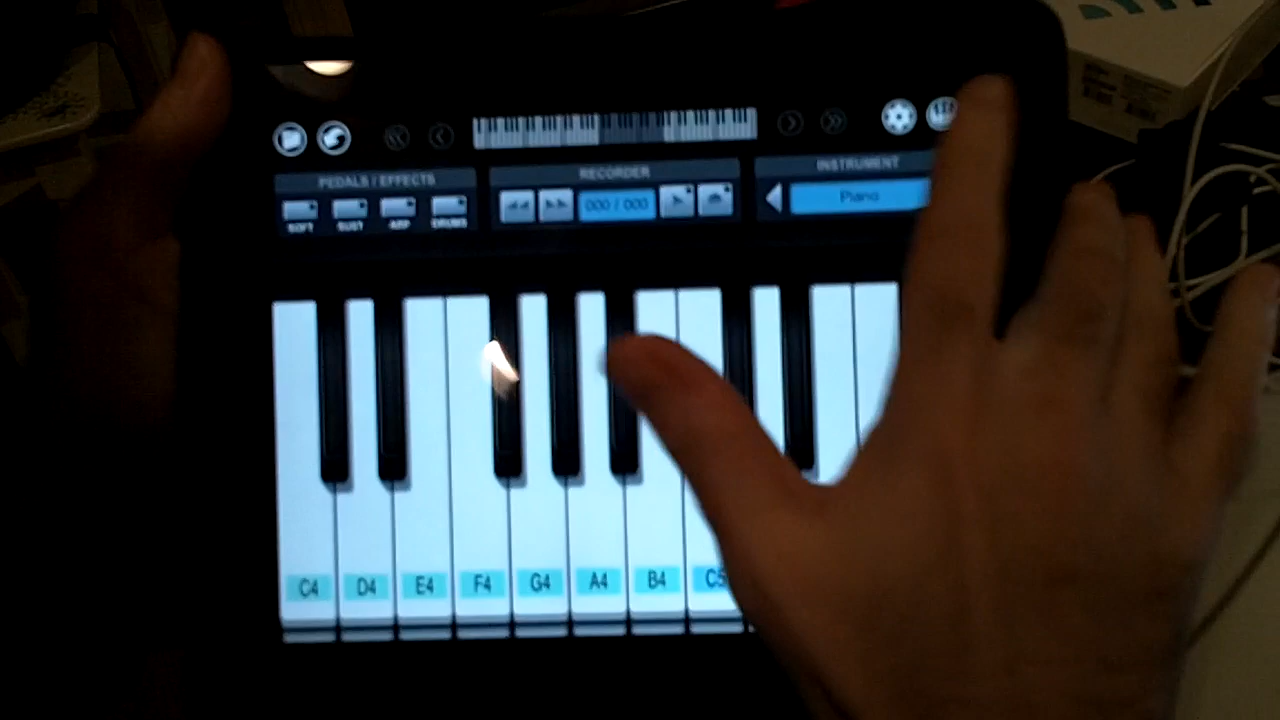 PEDALS / EFFECTS
RECORDER
INSTRUMENT
SOFT
SUST
ARP
DRUMS
000 / 000
Piano
C4
D4
E4
F4
G4
A4
B4
C5